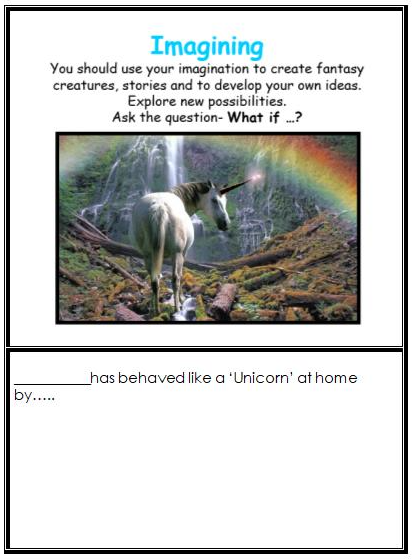 Imagining
You should use your imagination to create fantasy
creatures, stories and to develop your own ideas.
Explore new possibilities.
Ask the question- What if ...?
__________has behaved like a ‘Unicorn’ at home
by…..